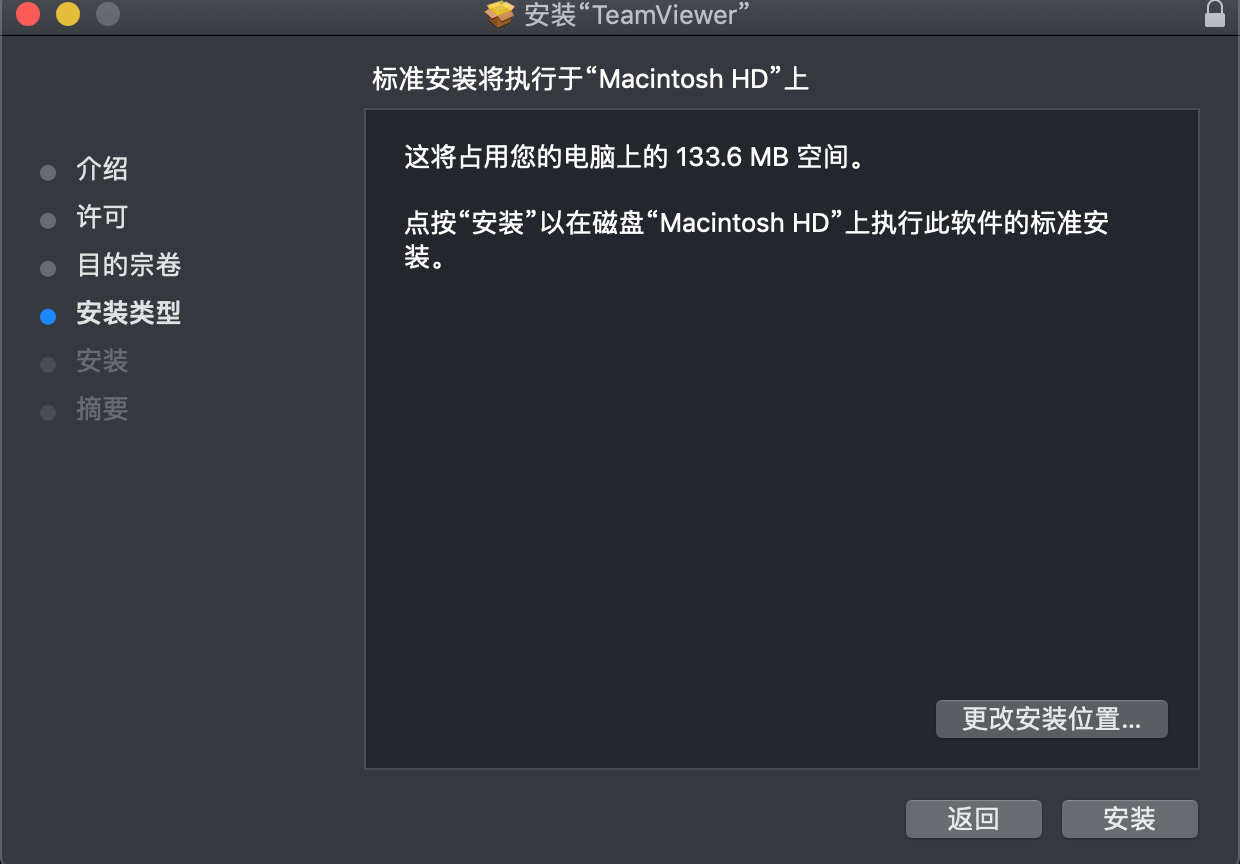 安装“TeamViewer”
标准安装将执行于“Macintosh HD”上
介绍
许可
目的宗卷
安装类型
安装
摘要
这将占用您的电脑上的 133.6 MB 空间。
点按“安装”以在磁盘“Macintosh HD”上执行此软件的标准安
装。
更改安装位置...
返回
安装